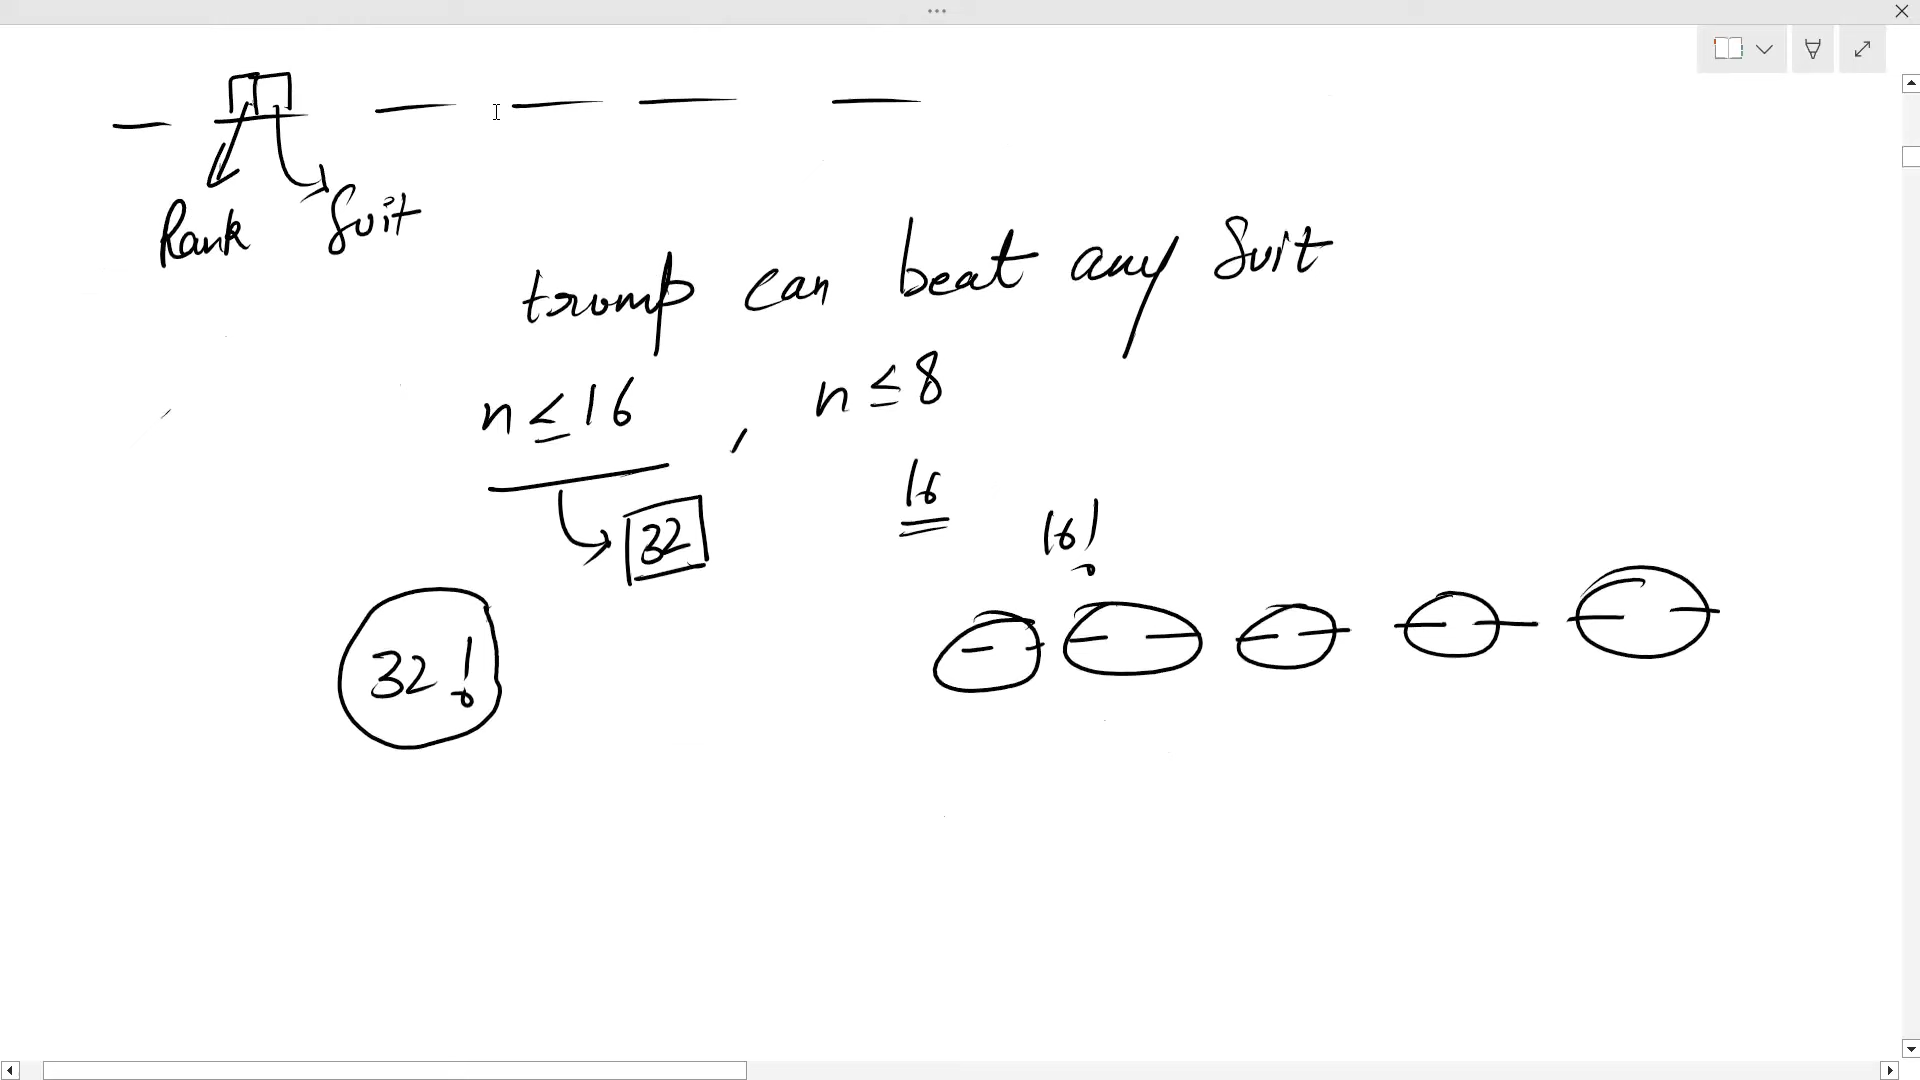 Rank Suit
trump can beat any suit
n ≤ 16 , n ≤ 8
16
32
16!
32!